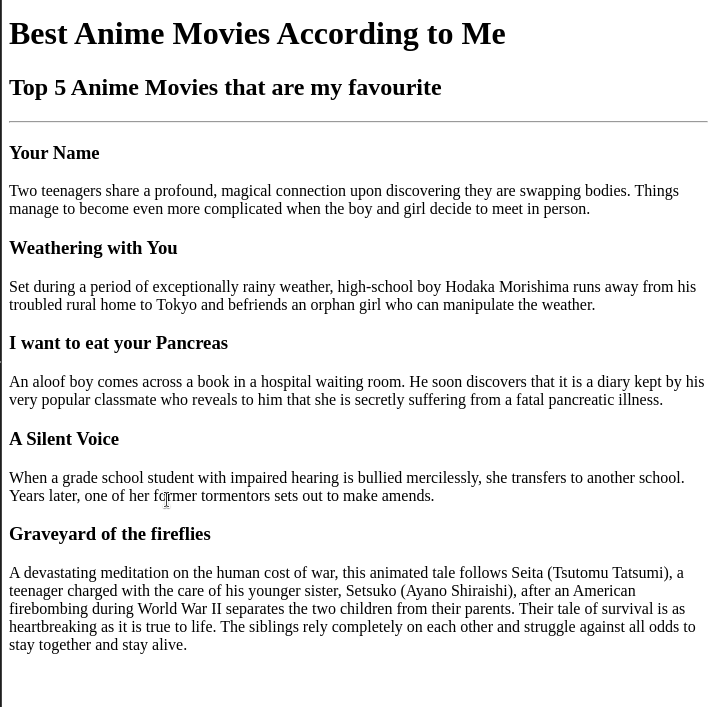 Best Anime Movies According to Me
Top 5 Anime Movies that are my favourite
Your Name
Two teenagers share a profound, magical connection upon discovering they are swapping bodies. Things
manage to become even more complicated when the boy and girl decide to meet in person.
Weathering with You
Set during a period of exceptionally rainy weather, high-school boy Hodaka Morishima runs away from his
troubled rural home to Tokyo and befriends an orphan girl who can manipulate the weather.
I want to eat your Pancreas
An aloof boy comes across a book in a hospital waiting room. He soon discovers that it is a diary kept by his
very popular classmate who reveals to him that she is secretly suffering from a fatal pancreatic illness.
A Silent Voice
When a grade school student with impaired hearing is bullied mercilessly, she transfers to another school.
Years later, one of her former tormentors sets out to make amends.
Graveyard of the fireflies
A devastating meditation on the human cost of war, this animated tale follows Seita (Tsutomu Tatsumi), a
teenager charged with the care of his younger sister, Setsuko (Ayano Shiraishi), after an American
firebombing during World War II separates the two children from their parents. Their tale of survival is as
heartbreaking as it is true to life. The siblings rely completely on each other and struggle against all odds to
stay together and stay alive.